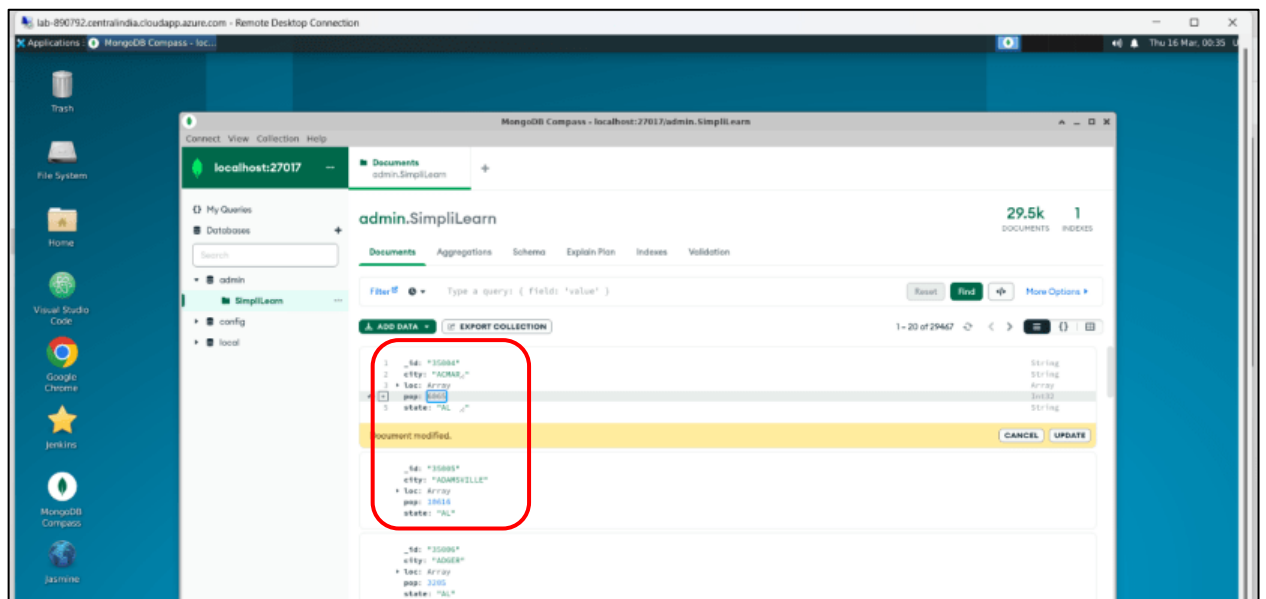 lab-890792.centralindia.cloudapp.azure.com - Remote Desktop Connection
Applications : MongoDB Compass - loc...
Thu 16 Mar, 00:35 U
Trash
File System
Home
Visual Studio
Code
Google
Chrome
Jenkins
MongoDB
Compass
Jasmine
MongoDB Compass - localhost:27017/admin.SimpliLearn
Connect View Collection Help
localhost:27017 ...
Documents
admin.SimpliLearn
+
{} My Queries
Databases +
Search
admin
SimpliLearn ...
config
local
admin.SimpliLearn
29.5k 1
DOCUMENTS INDEXES
Documents Aggregations Schema Explain Plan Indexes Validation
Filter Type a query: { field: 'value' } Reset Find </> More Options
ADD DATA EXPORT COLLECTION 1 – 20 of 29467 {}
1 _id: "35004" String
2 city: "ACMAR" String
3 loc: Array Array
pop: 6065 Int32
5 state: "AL" String
Document modified. CANCEL UPDATE
_id: "35005"
city: "ADAMSVILLE"
loc: Array
pop: 10616
state: "AL"
_id: "35006"
city: "ADGER"
loc: Array
pop: 3205
state: "AL"